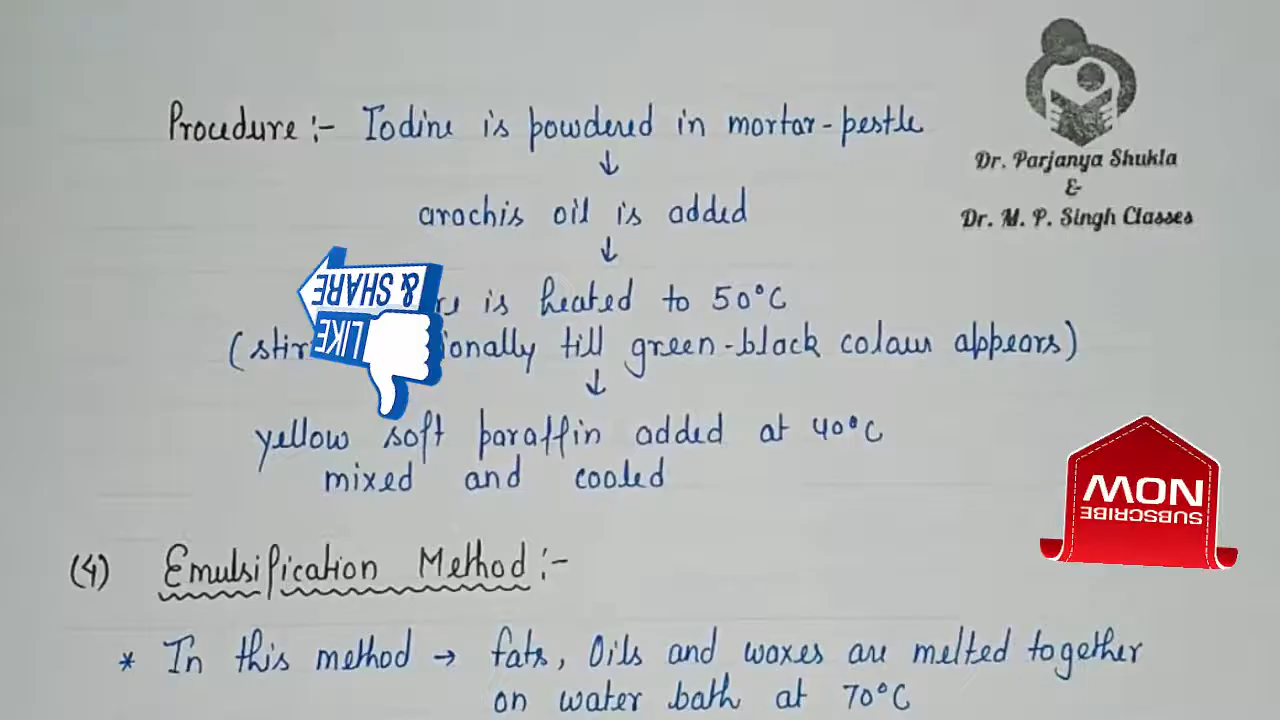 Procedure :- Iodine is powdered in mortar-pestle
↓
arachis oil is added
↓
is heated to 50°C
(stir ionally till green-black colour appears)
↓
yellow soft paraffin added at 40°C
mixed and cooled
(4) Emulsification Method :-
* In this method → fats, Oils and waxes are melted together
on water bath at 70°C
Dr. Parjanya Shukla
&
Dr. M. P. Singh Classes
& SHARE
LIKE
SUBSCRIBE
NOW